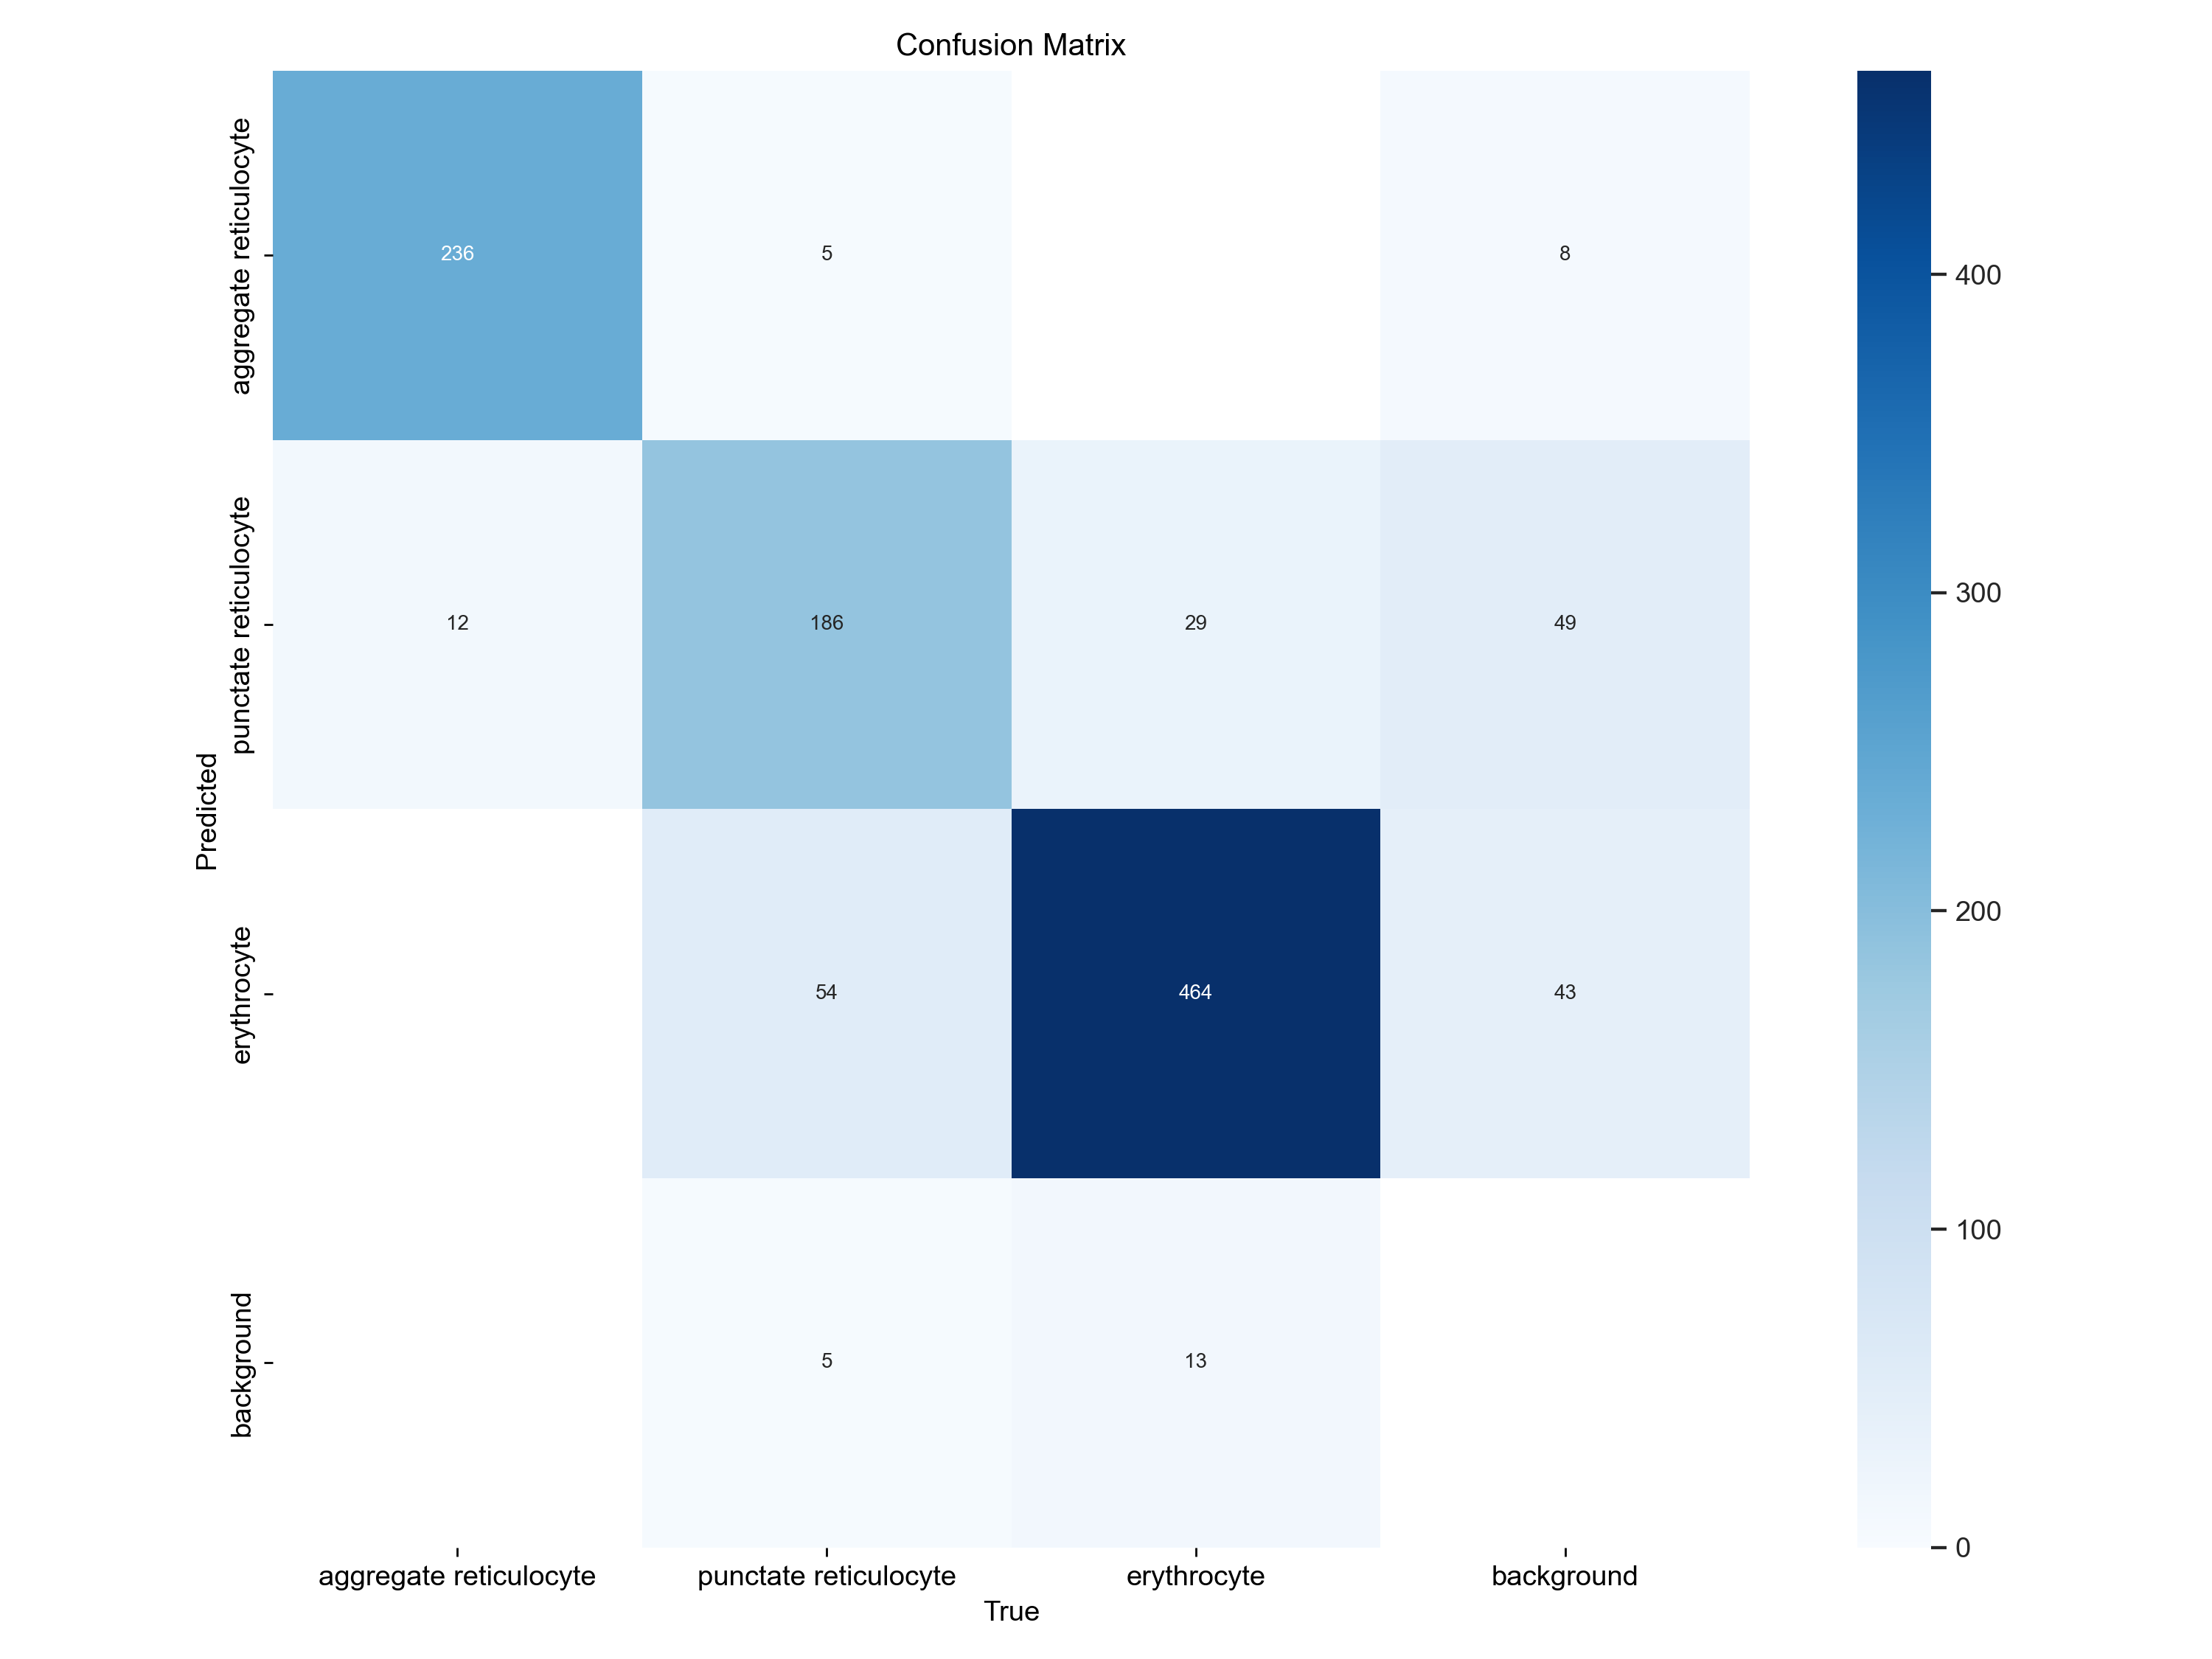 Confusion Matrix
aggregate reticulocyte
236
5
8
400
punctate reticulocyte
12
186
29
49
300
Predicted
200
erythrocyte
54
464
43
100
background
5
13
0
aggregate reticulocyte
punctate reticulocyte
erythrocyte
background
True